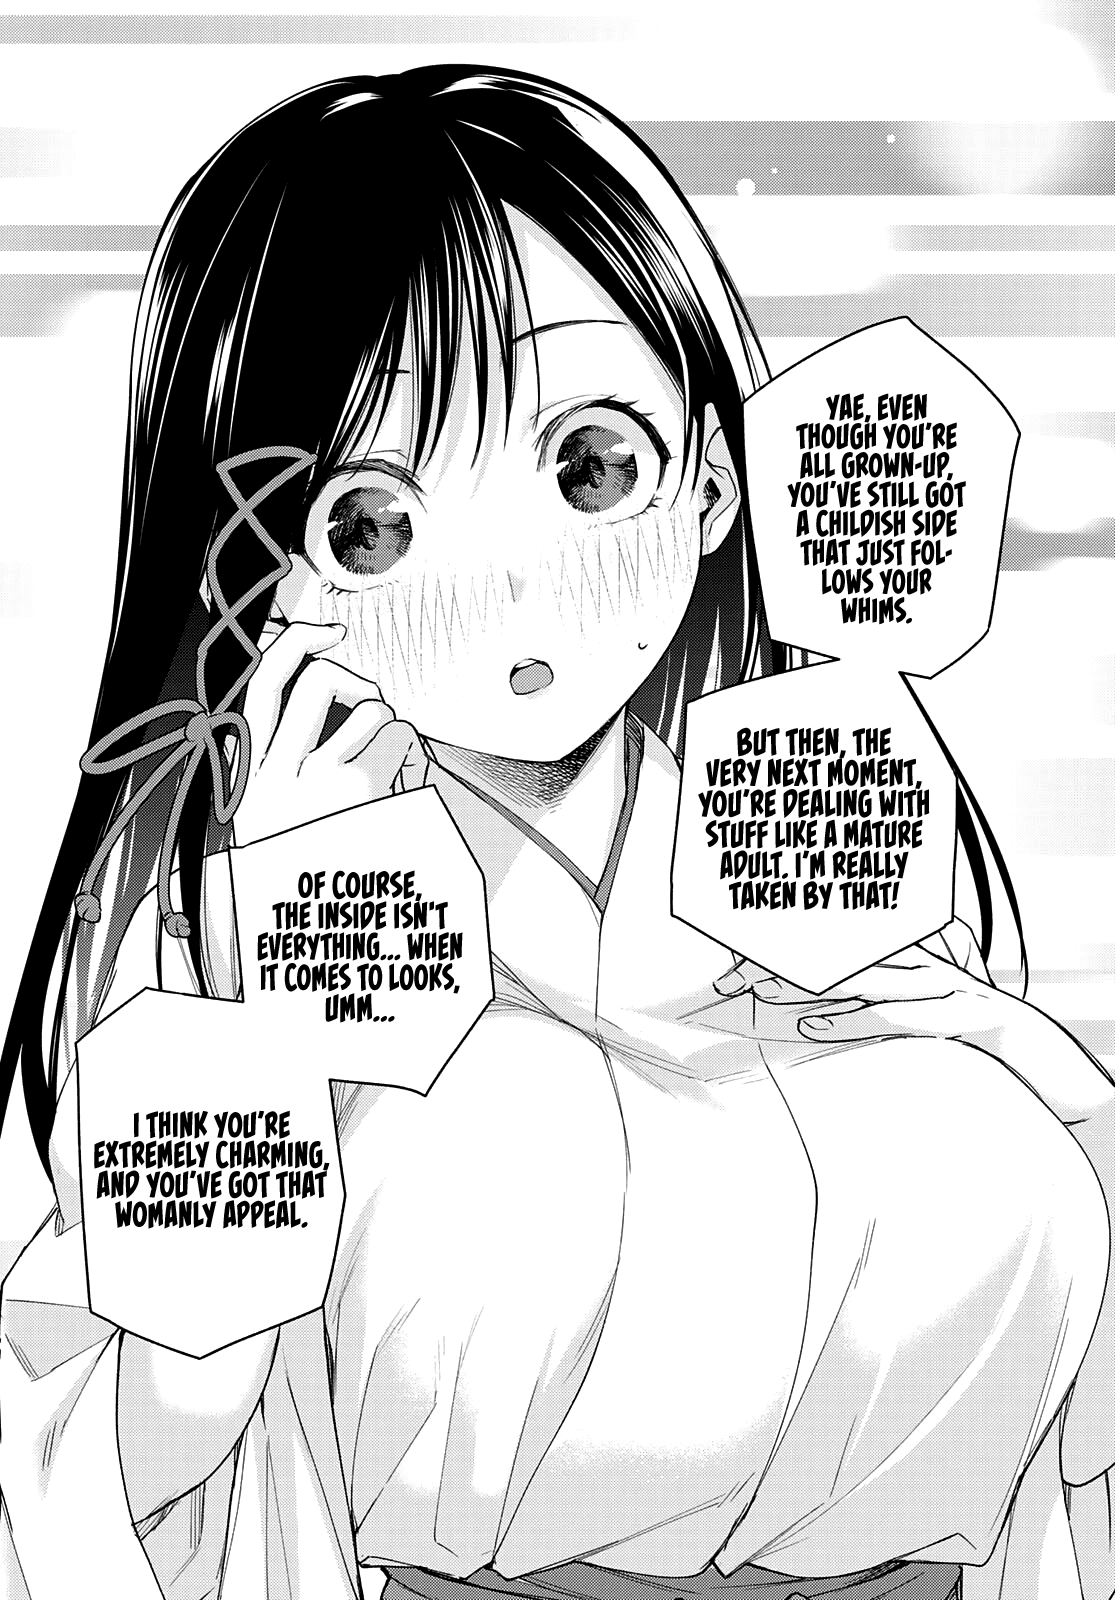 YAE, EVEN
THOUGH YOU'RE
ALL GROWN-UP,
YOU'VE STILL GOT
A CHILDISH SIDE
THAT JUST FOL-
LOWS YOUR
WHIMS.
BUT THEN, THE
VERY NEXT MOMENT,
YOU'RE DEALING WITH
STUFF LIKE A MATURE
ADULT. I'M REALLY
TAKEN BY THAT!
OF COURSE,
THE INSIDE ISN'T
EVERYTHING... WHEN
IT COMES TO LOOKS,
UMM...
I THINK YOU'RE
EXTREMELY CHARMING,
AND YOU'VE GOT THAT
WOMANLY APPEAL.